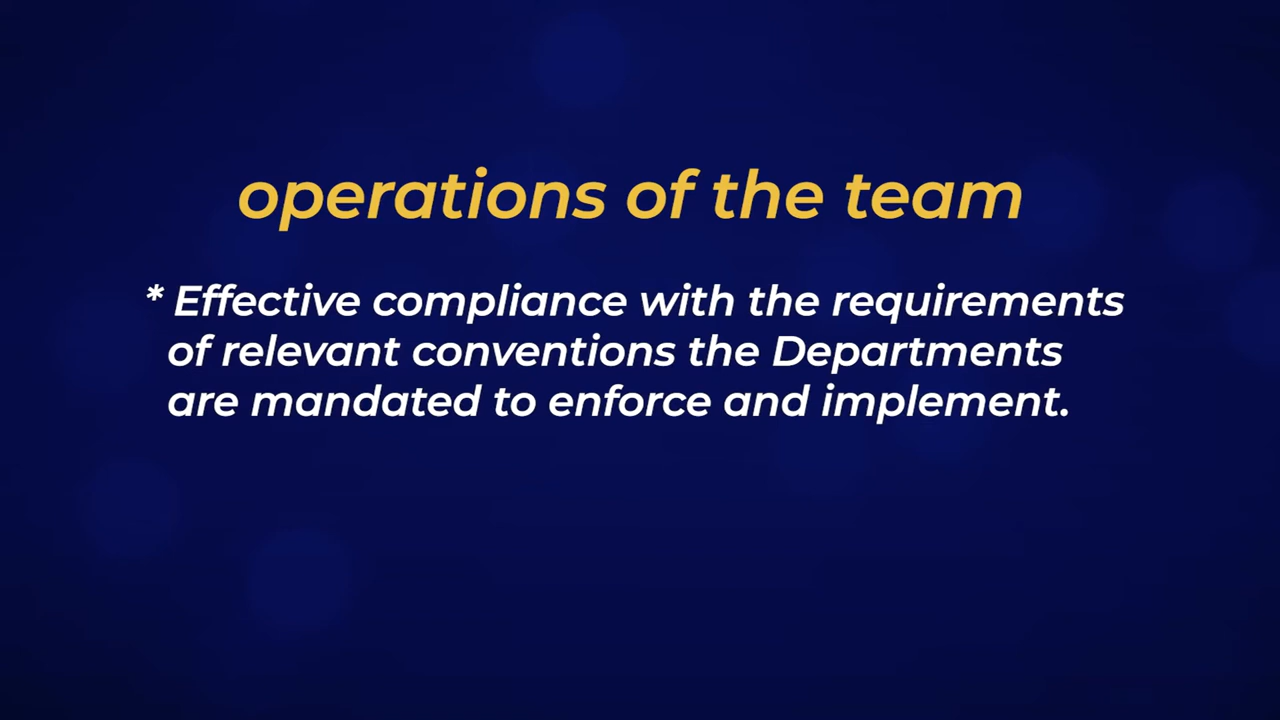 operations of the team
* Effective compliance with the requirements
of relevant conventions the Departments
are mandated to enforce and implement.